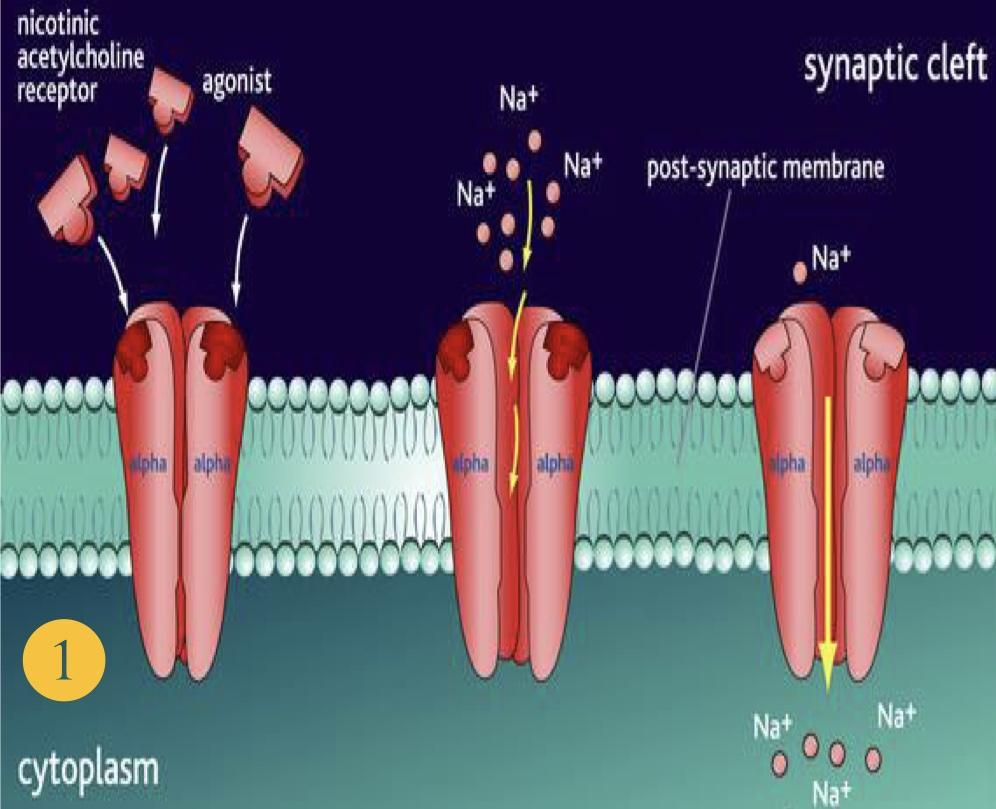 nicotinic
acetylcholine
receptor
agonist
synaptic cleft
Na⁺
Na⁺
Na⁺
post-synaptic membrane
Na⁺
alpha
alpha
alpha
alpha
alpha
alpha
1
Na⁺
Na⁺
Na⁺
cytoplasm